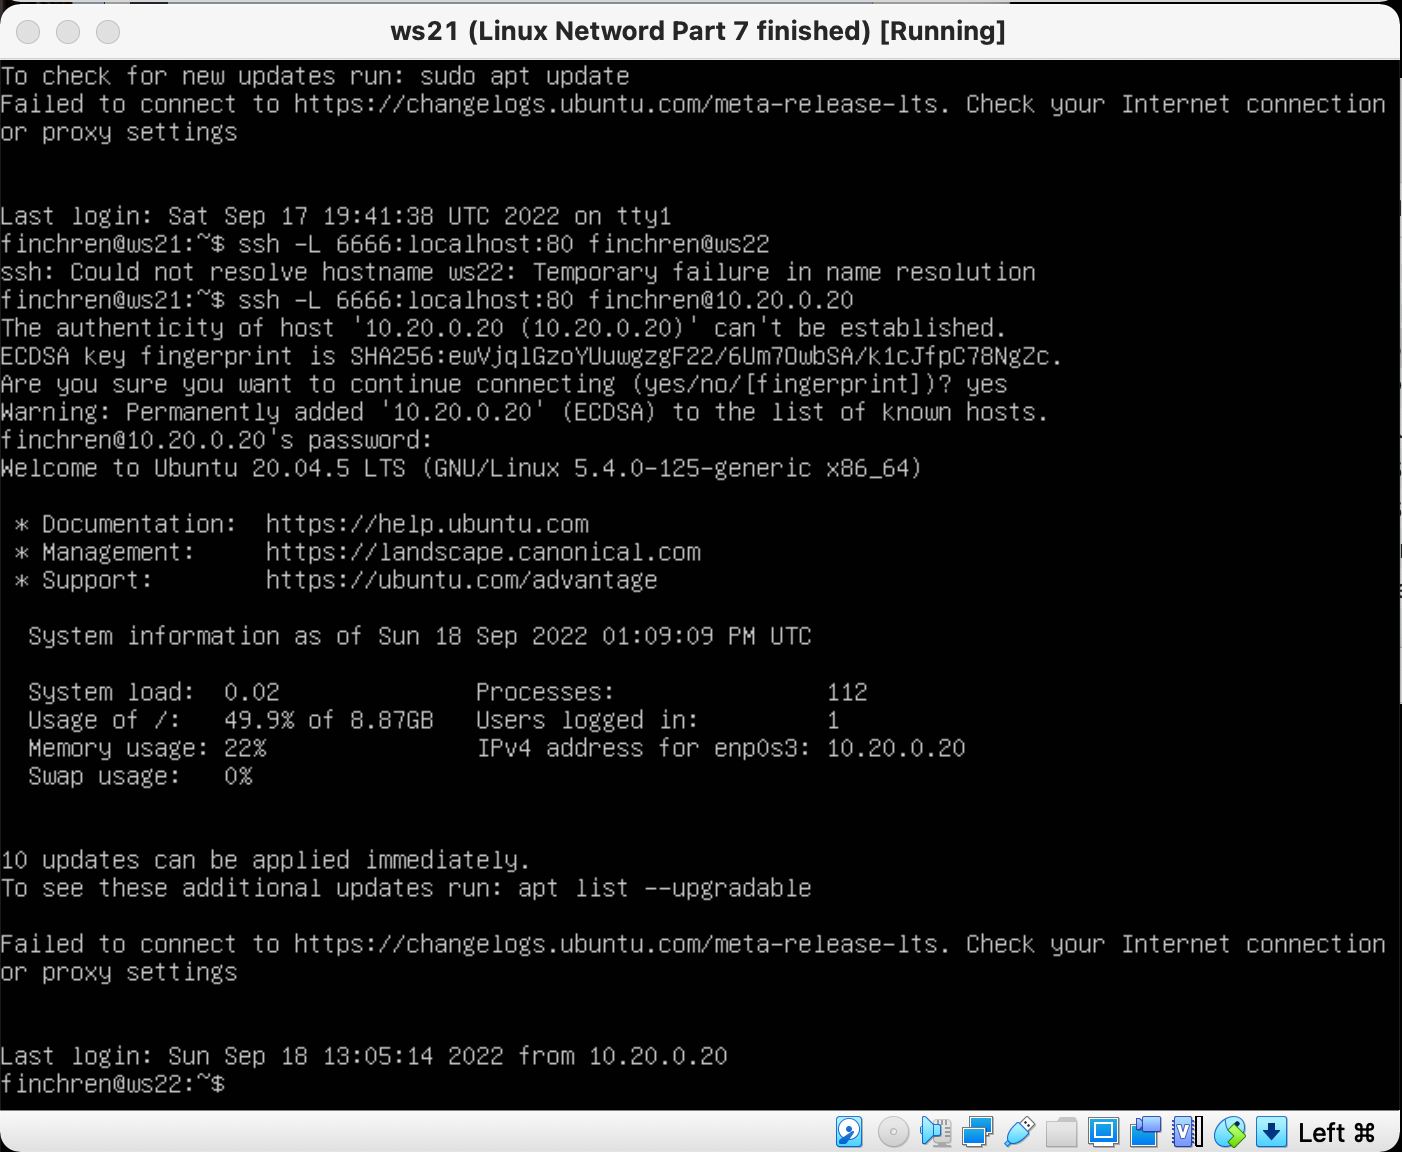 ws21 (Linux Netword Part 7 finished) [Running]
To check for new updates run: sudo apt update
Failed to connect to https://changelogs.ubuntu.com/meta-release-lts. Check your Internet connection
or proxy settings
Last login: Sat Sep 17 19:41:38 UTC 2022 on tty1
finchren@ws21:~$ ssh -L 6666:localhost:80 finchren@ws22
ssh: Could not resolve hostname ws22: Temporary failure in name resolution
finchren@ws21:~$ ssh -L 6666:localhost:80 finchren@10.20.0.20
The authenticity of host '10.20.0.20 (10.20.0.20)' can't be established.
ECDSA key fingerprint is SHA256:ewVjqlGzoYUuwgzgF22/6Um7OwbSA/k1cJfpC78NgZc.
Are you sure you want to continue connecting (yes/no/[fingerprint])? yes
Warning: Permanently added '10.20.0.20' (ECDSA) to the list of known hosts.
finchren@10.20.0.20's password:
Welcome to Ubuntu 20.04.5 LTS (GNU/Linux 5.4.0-125-generic x86_64)
* Documentation:  https://help.ubuntu.com
* Management:     https://landscape.canonical.com
* Support:        https://ubuntu.com/advantage
System information as of Sun 18 Sep 2022 01:09:09 PM UTC
System load:  0.02              Processes:               112
Usage of /:   49.9% of 8.87GB   Users logged in:         1
Memory usage: 22%               IPv4 address for enp0s3: 10.20.0.20
Swap usage:   0%
10 updates can be applied immediately.
To see these additional updates run: apt list --upgradable
Failed to connect to https://changelogs.ubuntu.com/meta-release-lts. Check your Internet connection
or proxy settings
Last login: Sun Sep 18 13:05:14 2022 from 10.20.0.20
finchren@ws22:~$
Left ⌘